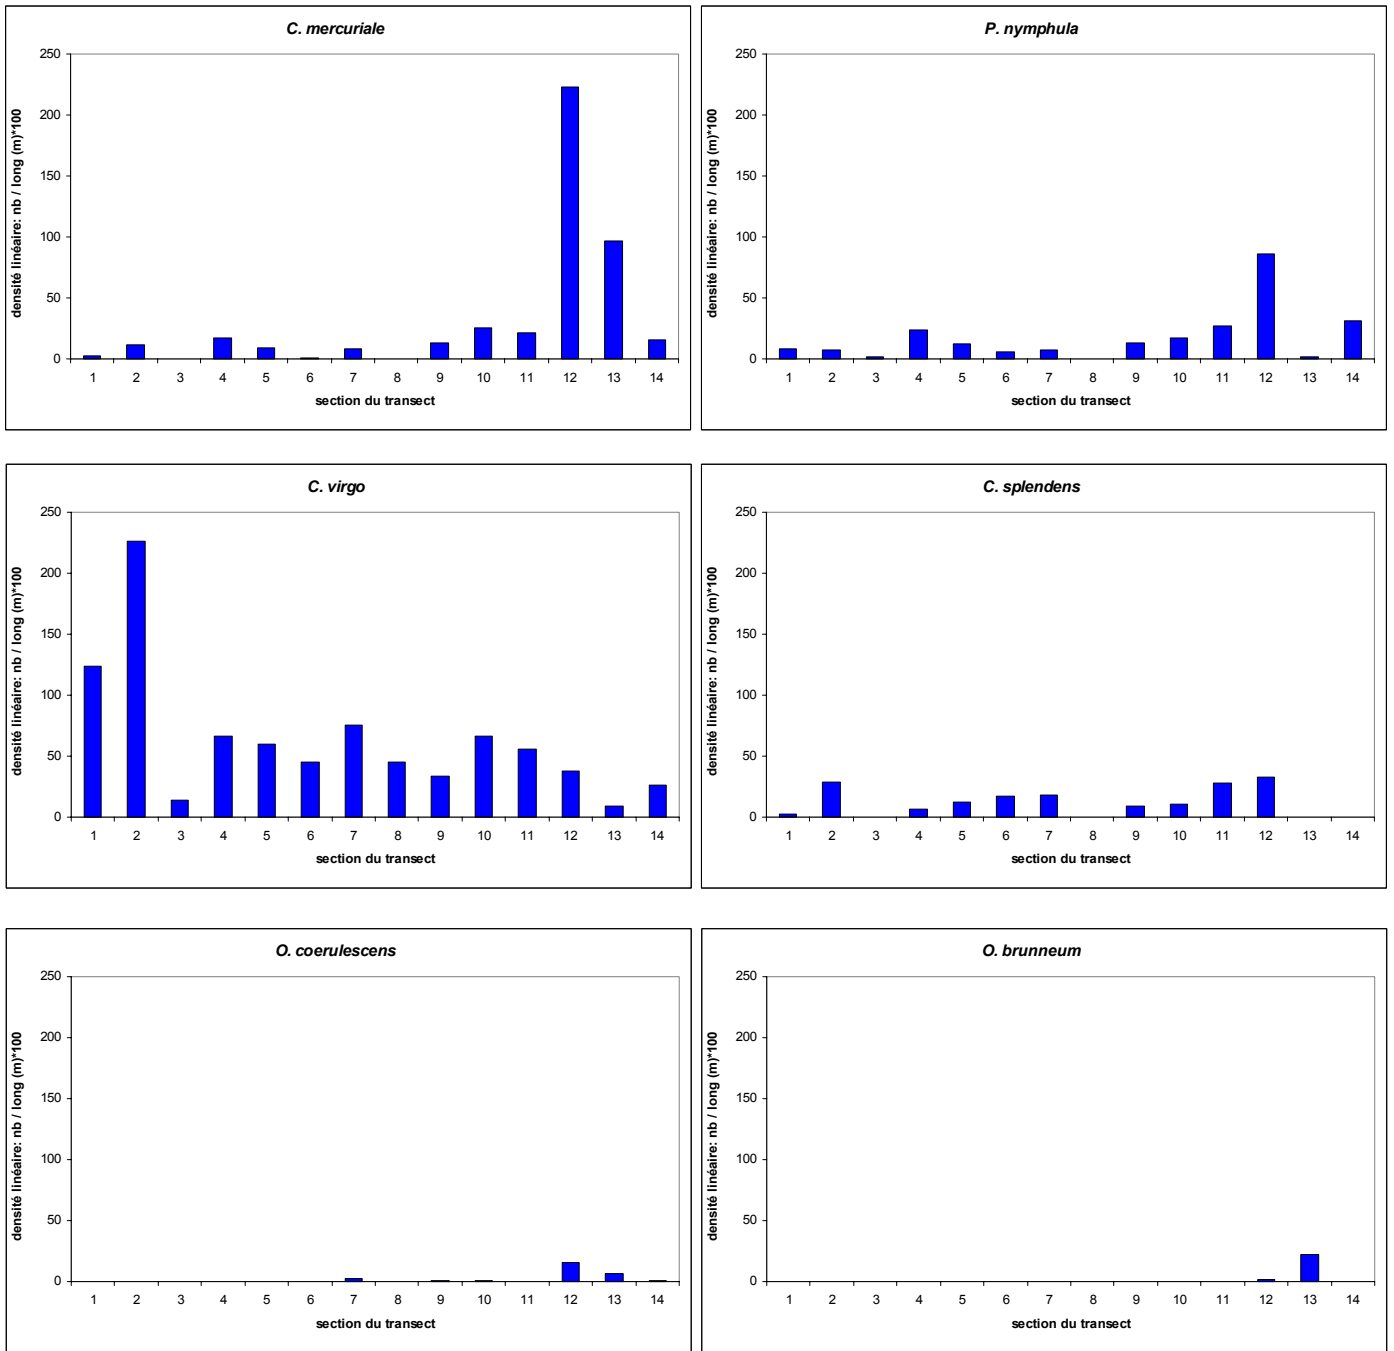 C. mercuriale
250
200
150
100
50
0
densité linéaire: nb / long (m)*100
1 2 3 4 5 6 7 8 9 10 11 12 13 14
section du transect
P. nymphula
250
200
150
100
50
0
densité linéaire: nb / long (m)*100
1 2 3 4 5 6 7 8 9 10 11 12 13 14
section du transect
C. virgo
250
200
150
100
50
0
densité linéaire: nb / long (m)*100
1 2 3 4 5 6 7 8 9 10 11 12 13 14
section du transect
C. splendens
250
200
150
100
50
0
densité linéaire: nb / long (m)*100
1 2 3 4 5 6 7 8 9 10 11 12 13 14
section du transect
O. coerulescens
250
200
150
100
50
0
densité linéaire: nb / long (m)*100
1 2 3 4 5 6 7 8 9 10 11 12 13 14
section du transect
O. brunneum
250
200
150
100
50
0
densité linéaire: nb / long (m)*100
1 2 3 4 5 6 7 8 9 10 11 12 13 14
section du transect